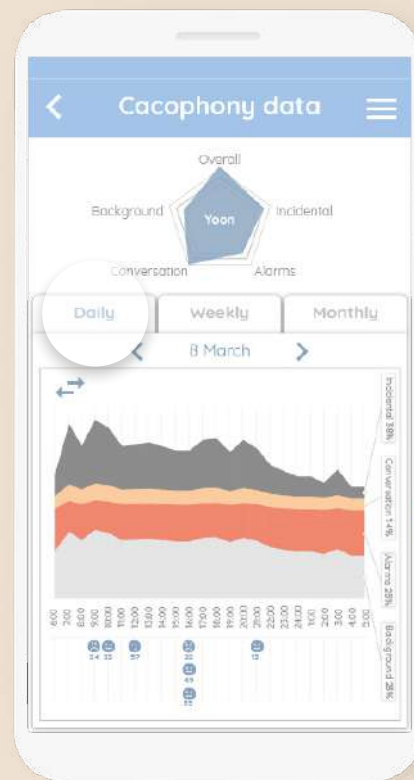 Cacophony data
Overall
Background
Yoon
Incidental
Conversation
Alarms
Daily
Weekly
Monthly
8 March
Incidental 38%
Conversation 14%
Alarms 25%
Background 23%
6:00
7:00
8:00
9:00
10:00
11:00
12:00
13:00
14:00
15:00
16:00
17:00
18:00
19:00
20:00
21:00
22:00
23:00
24:00
1:00
2:00
3:00
4:00
5:00